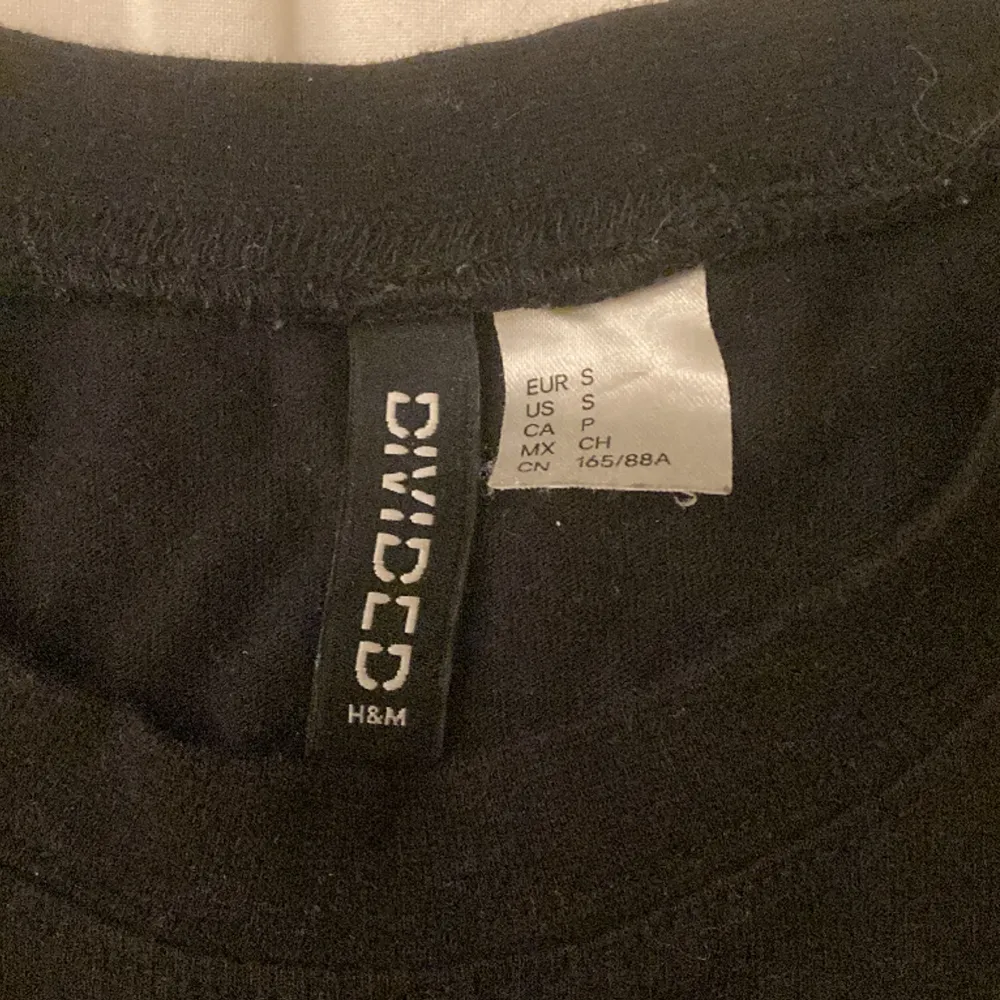 DIVIDED
H&M
EUR S
US S
CA P
MX CH
CN 165/88A